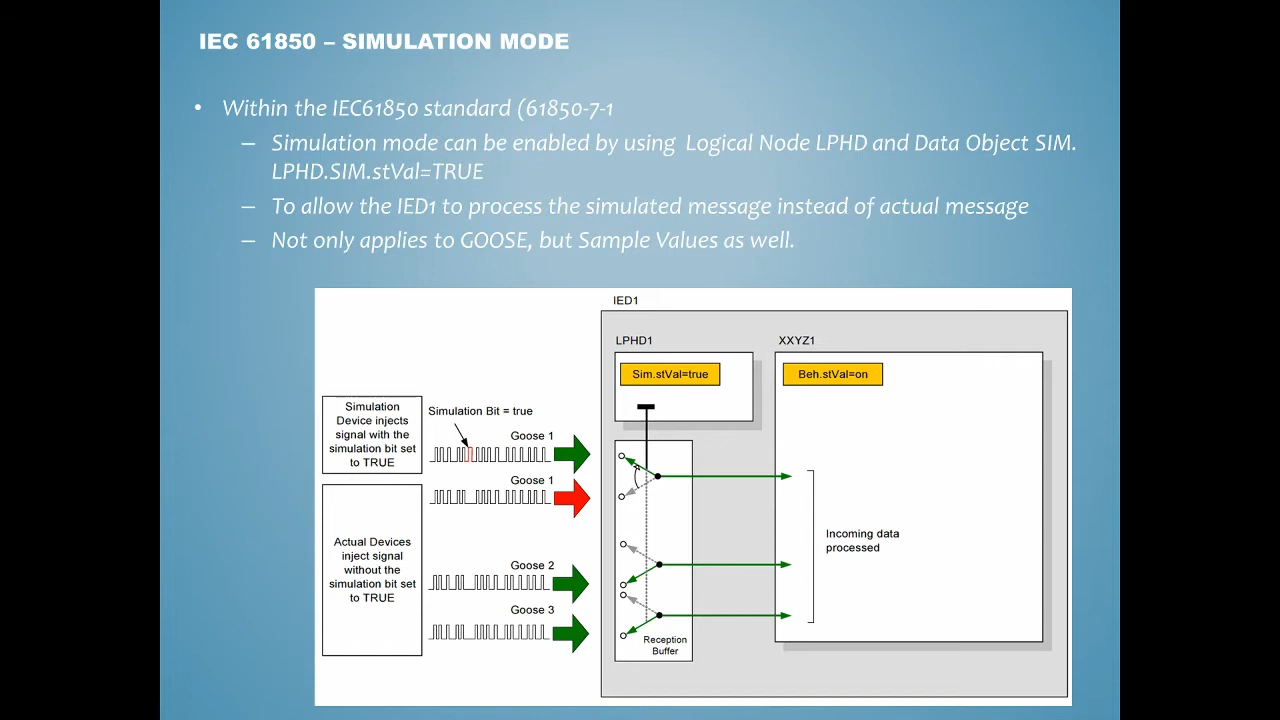 IEC 61850 – SIMULATION MODE
• Within the IEC61850 standard (61850-7-1
– Simulation mode can be enabled by using Logical Node LPHD and Data Object SIM.
LPHD.SIM.stVal=TRUE
– To allow the IED1 to process the simulated message instead of actual message
– Not only applies to GOOSE, but Sample Values as well.
IED1
LPHD1
XXYZ1
Sim.stVal=true
Beh.stVal=on
Simulation
Device injects
signal with the
simulation bit set
to TRUE
Simulation Bit = true
Goose 1
Goose 1
Actual Devices
inject signal
without the
simulation bit set
to TRUE
Goose 2
Goose 3
Incoming data
processed
Reception
Buffer